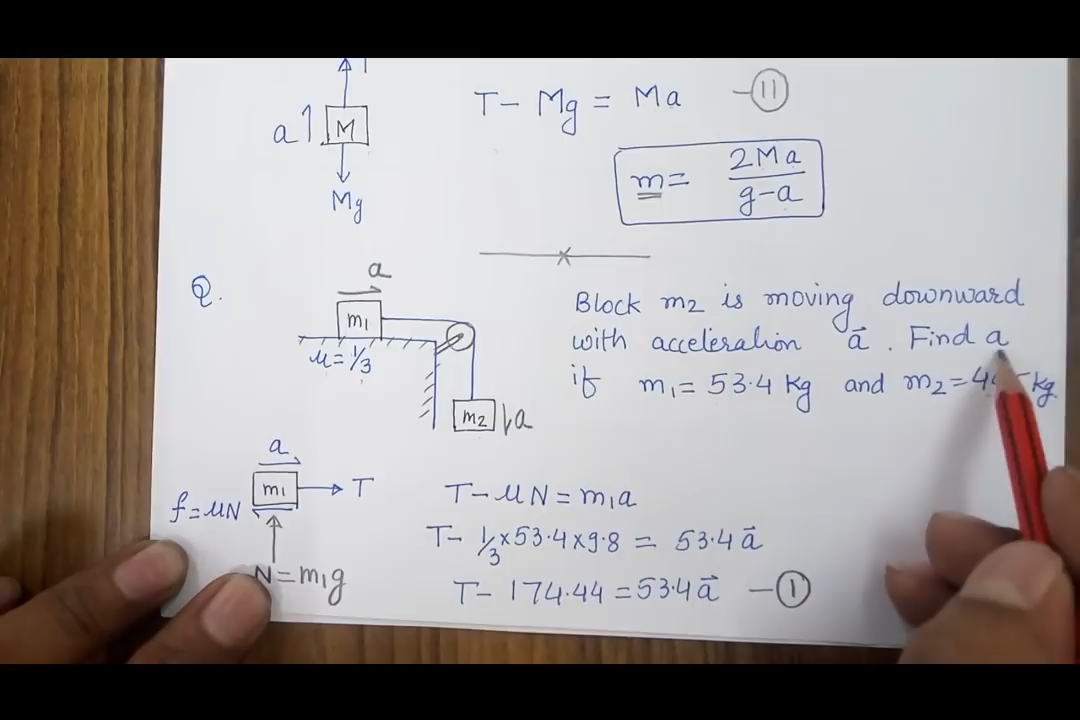 T
T - Mg = Ma - 11
a M
m = 2Ma / g-a
Mg
a
Q.
m1
μ = 1/3
m2 a
Block m2 is moving downward
with acceleration a⃗ . Find a
if m1 = 53.4 kg and m2 = kg.
a
m1 T
f = μN
N = m1g
T - μN = m1a
T - 1/3 × 53.4 × 9.8 = 53.4 a⃗
T - 174.44 = 53.4 a⃗ - 1